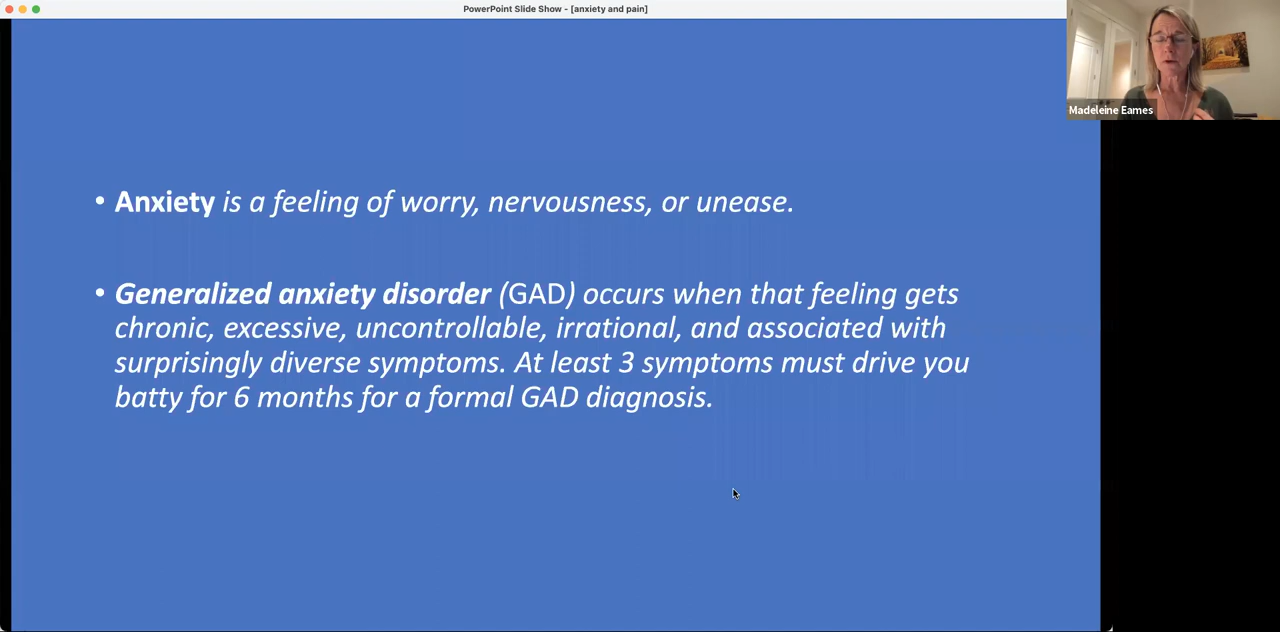 PowerPoint Slide Show - [anxiety and pain]
Madeleine Eames
• Anxiety is a feeling of worry, nervousness, or unease.
• Generalized anxiety disorder (GAD) occurs when that feeling gets
chronic, excessive, uncontrollable, irrational, and associated with
surprisingly diverse symptoms. At least 3 symptoms must drive you
batty for 6 months for a formal GAD diagnosis.